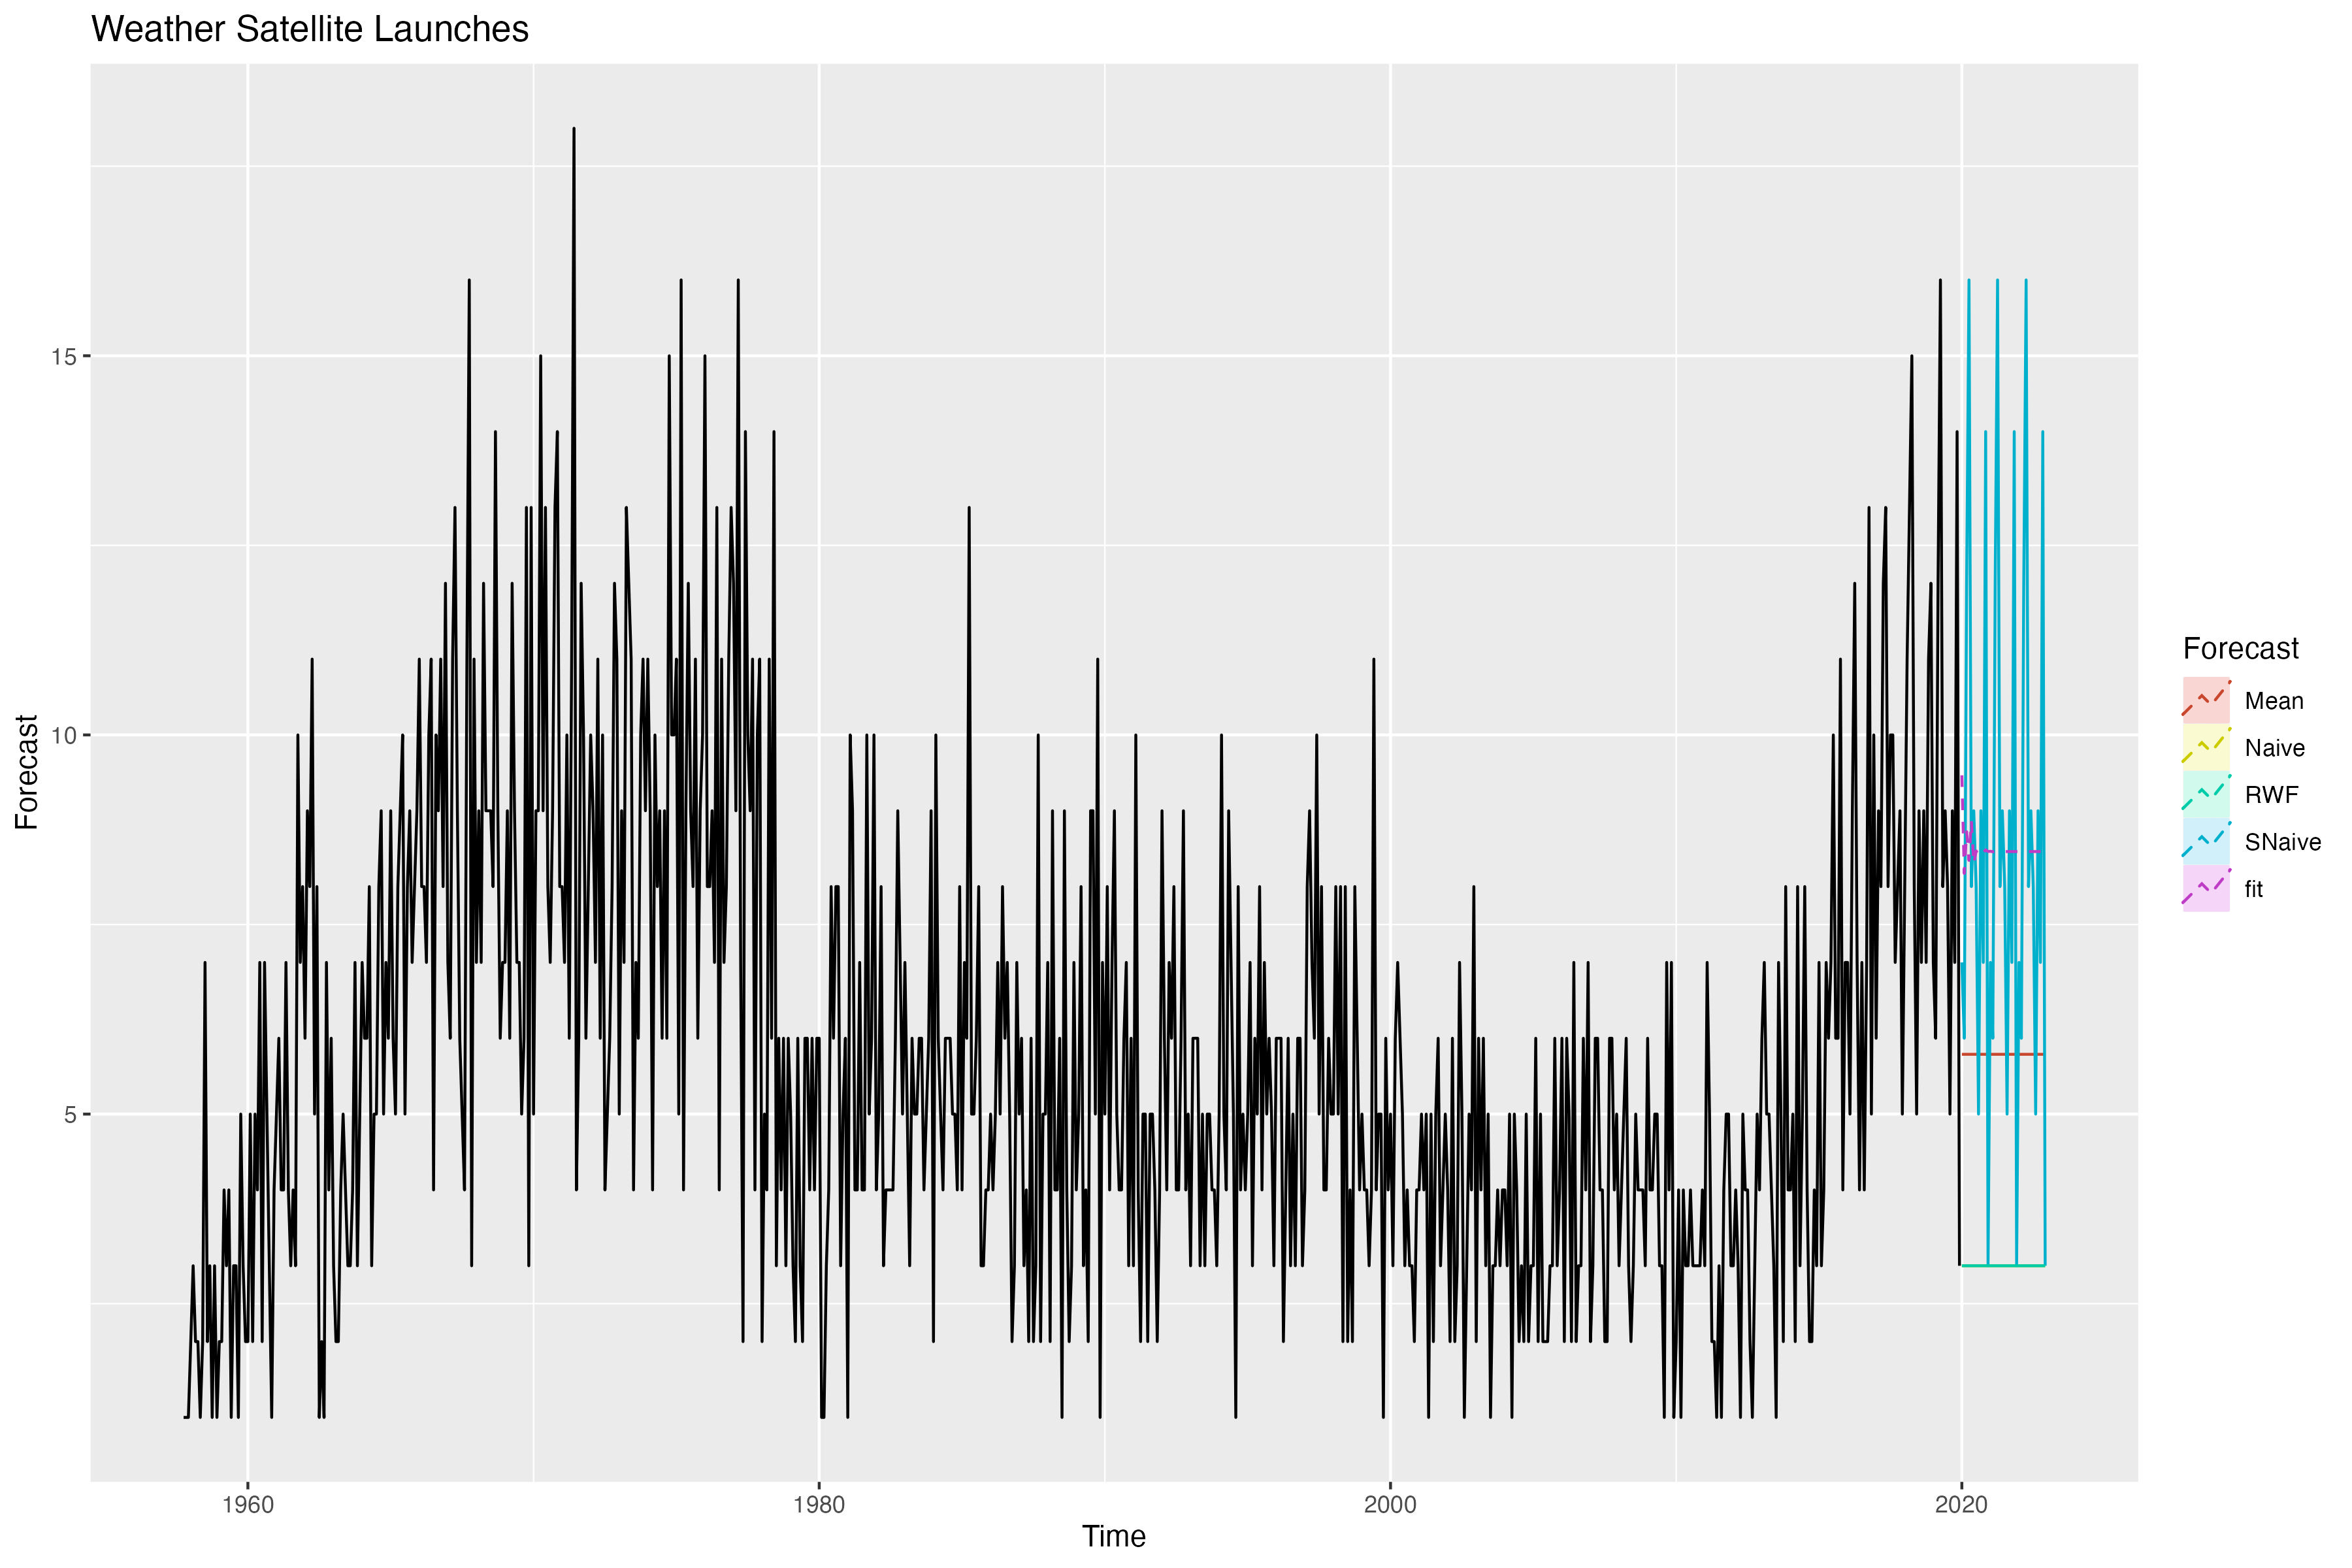 Weather Satellite Launches
Forecast
15
10
5
1960
1980
2000
2020
Time
Forecast
Mean
Naive
RWF
SNaive
fit